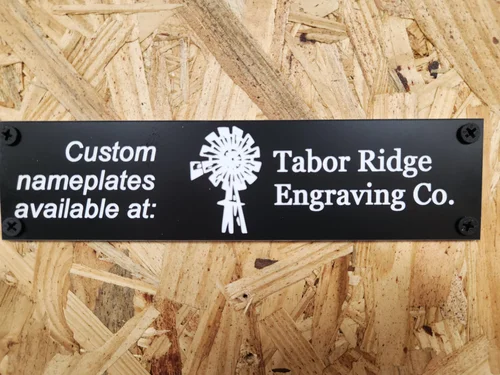 Custom
nameplates
available at:
Tabor Ridge
Engraving Co.